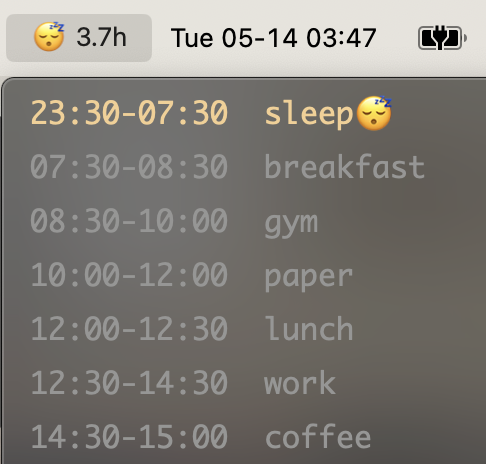 😴 3.7h Tue 05-14 03:47
23:30-07:30 sleep😴
07:30-08:30 breakfast
08:30-10:00 gym
10:00-12:00 paper
12:00-12:30 lunch
12:30-14:30 work
14:30-15:00 coffee